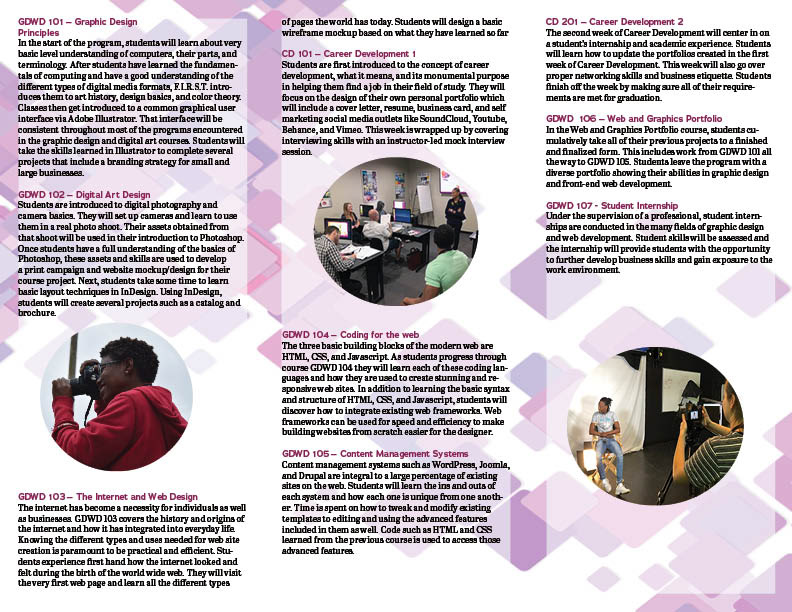 GDWD 101 – Graphic Design
Principles
In the start of the program, students will learn about very
basic level understanding of computers, their parts, and
terminology. After students have learned the fundamen-
tals of computing and have a good understanding of the
different types of digital media formats, F.I.R.S.T. intro-
duces them to art history, design basics, and color theory.
Classes then get introduced to a common graphical user
interface via Adobe Illustrator. That interface will be
consistent throughout most of the programs encountered
in the graphic design and digital art courses. Students will
take the skills learned in Illustrator to complete several
projects that include a branding strategy for small and
large businesses.
GDWD 102 – Digital Art Design
Students are introduced to digital photography and
camera basics. They will set up cameras and learn to use
them in a real photo shoot. Their assets obtained from
that shoot will be used in their introduction to Photoshop.
Once students have a full understanding of the basics of
Photoshop, these assets and skills are used to develop
a print campaign and website mockup/design for their
course project. Next, students take some time to learn
basic layout techniques in InDesign. Using InDesign,
students will create several projects such as a catalog and
brochure.
GDWD 103 – The Internet and Web Design
The internet has become a necessity for individuals as well
as businesses. GDWD 103 covers the history and origins of
the internet and how it has integrated into everyday life.
Knowing the different types and uses needed for web site
creation is paramount to be practical and efficient. Stu-
dents experience first hand how the internet looked and
felt during the birth of the world wide web. They will visit
the very first web page and learn all the different types
of pages the world has today. Students will design a basic
wireframe mockup based on what they have learned so far
CD 101 – Career Development 1
Students are first introduced to the concept of career
development, what it means, and its monumental purpose
in helping them find a job in their field of study. They will
focus on the design of their own personal portfolio which
will include a cover letter, resume, business card, and self
marketing social media outlets like SoundCloud, Youtube,
Behance, and Vimeo. This week is wrapped up by covering
interviewing skills with an instructor-led mock interview
session.
GDWD 104 – Coding for the web
The three basic building blocks of the modern web are
HTML, CSS, and Javascript. As students progress through
course GDWD 104 they will learn each of these coding lan-
guages and how they are used to create stunning and re-
sponsive web sites. In addition to learning the basic syntax
and structure of HTML, CSS, and Javascript, students will
discover how to integrate existing web frameworks. Web
frameworks can be used for speed and efficiency to make
building websites from scratch easier for the designer.
GDWD 105 – Content Management Systems
Content management systems such as WordPress, Joomla,
and Drupal are integral to a large percentage of existing
sites on the web. Students will learn the ins and outs of
each system and how each one is unique from one anoth-
er. Time is spent on how to tweak and modify existing
templates to editing and using the advanced features
included in them as well. Code such as HTML and CSS
learned from the previous course is used to access those
advanced features.
CD 201 – Career Development 2
The second week of Career Development will center in on
a student's internship and academic experience. Students
will learn how to update the portfolios created in the first
week of Career Development. This week will also go over
proper networking skills and business etiquette. Students
finish off the week by making sure all of their require-
ments are met for graduation.
GDWD 106 – Web and Graphics Portfolio
In the Web and Graphics Portfolio course, students cu-
mulatively take all of their previous projects to a finished
and finalized form. This includes work from GDWD 101 all
the way to GDWD 105. Students leave the program with a
diverse portfolio showing their abilities in graphic design
and front-end web development.
GDWD 107 - Student Internship
Under the supervision of a professional, student intern-
ships are conducted in the many fields of graphic design
and web development. Student skills will be assessed and
the internship will provide students with the opportunity
to further develop business skills and gain exposure to the
work environment.